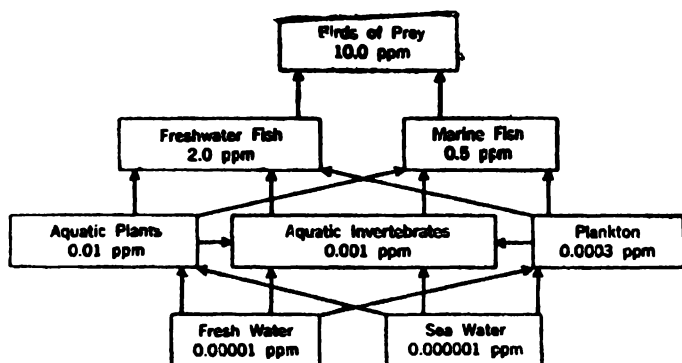 Birds of Prey
10.0 ppm
Freshwater Fish
2.0 ppm
Marine Fish
0.5 ppm
Aquatic Plants
0.01 ppm
Aquatic Invertebrates
0.001 ppm
Plankton
0.0003 ppm
Fresh Water
0.00001 ppm
Sea Water
0.000001 ppm